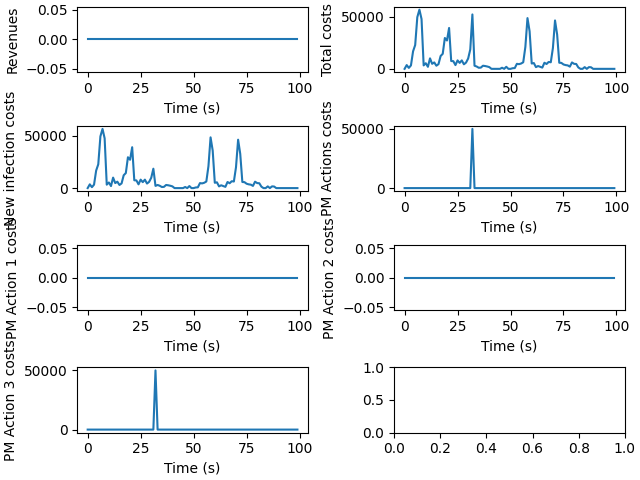 Revenues
0.05
0.00
−0.05
0 25 50 75 100
Time (s)
Total costs
50000
0
0 25 50 75 100
Time (s)
New infection costs
50000
0
0 25 50 75 100
Time (s)
PM Actions costs
50000
0
0 25 50 75 100
Time (s)
PM Action 1 costs
0.05
0.00
−0.05
0 25 50 75 100
Time (s)
PM Action 2 costs
0.05
0.00
−0.05
0 25 50 75 100
Time (s)
PM Action 3 costs
50000
0
0 25 50 75 100
Time (s)
1.0
0.5
0.0
0.0 0.2 0.4 0.6 0.8 1.0